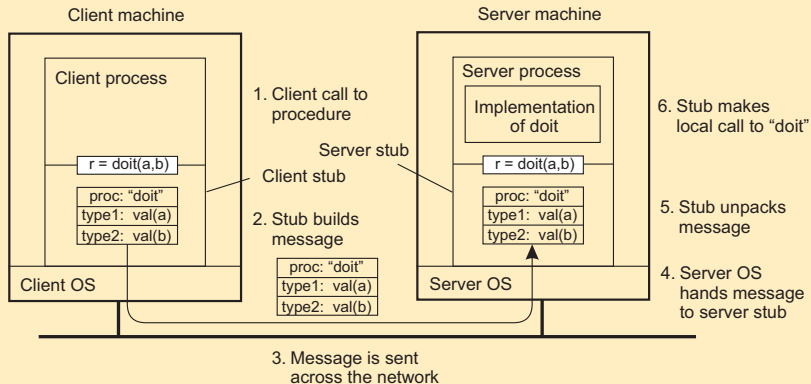 Client machine
Server machine
Client process
Server process
1. Client call to
procedure
Implementation
of doit
6. Stub makes
local call to “doit”
Server stub
r = doit(a,b)
r = doit(a,b)
Client stub
proc: “doit”
type1: val(a)
type2: val(b)
proc: “doit”
type1: val(a)
type2: val(b)
2. Stub builds
message
5. Stub unpacks
message
proc: “doit”
type1: val(a)
type2: val(b)
4. Server OS
hands message
to server stub
Client OS
Server OS
3. Message is sent
across the network